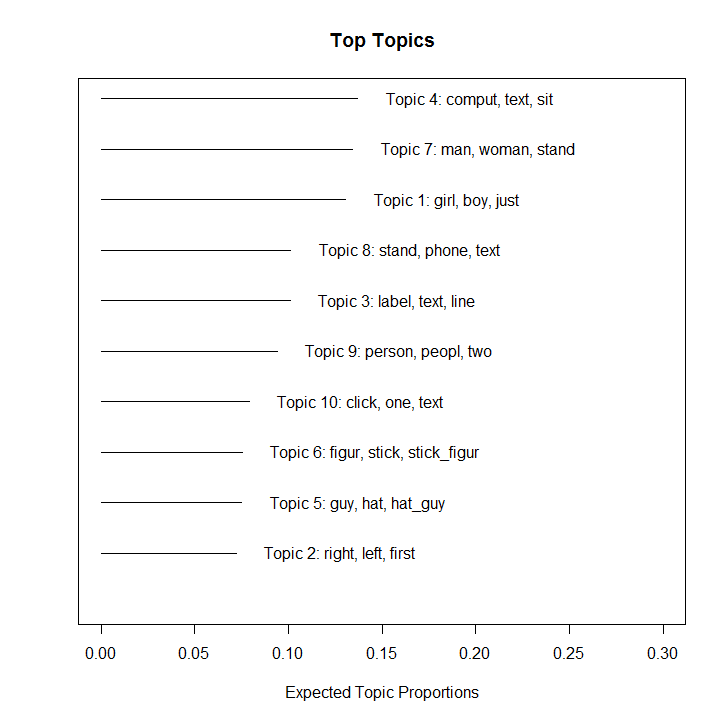 Top Topics
Topic 4: comput, text, sit
Topic 7: man, woman, stand
Topic 1: girl, boy, just
Topic 8: stand, phone, text
Topic 3: label, text, line
Topic 9: person, peopl, two
Topic 10: click, one, text
Topic 6: figur, stick, stick_figur
Topic 5: guy, hat, hat_guy
Topic 2: right, left, first
0.00 0.05 0.10 0.15 0.20 0.25 0.30
Expected Topic Proportions